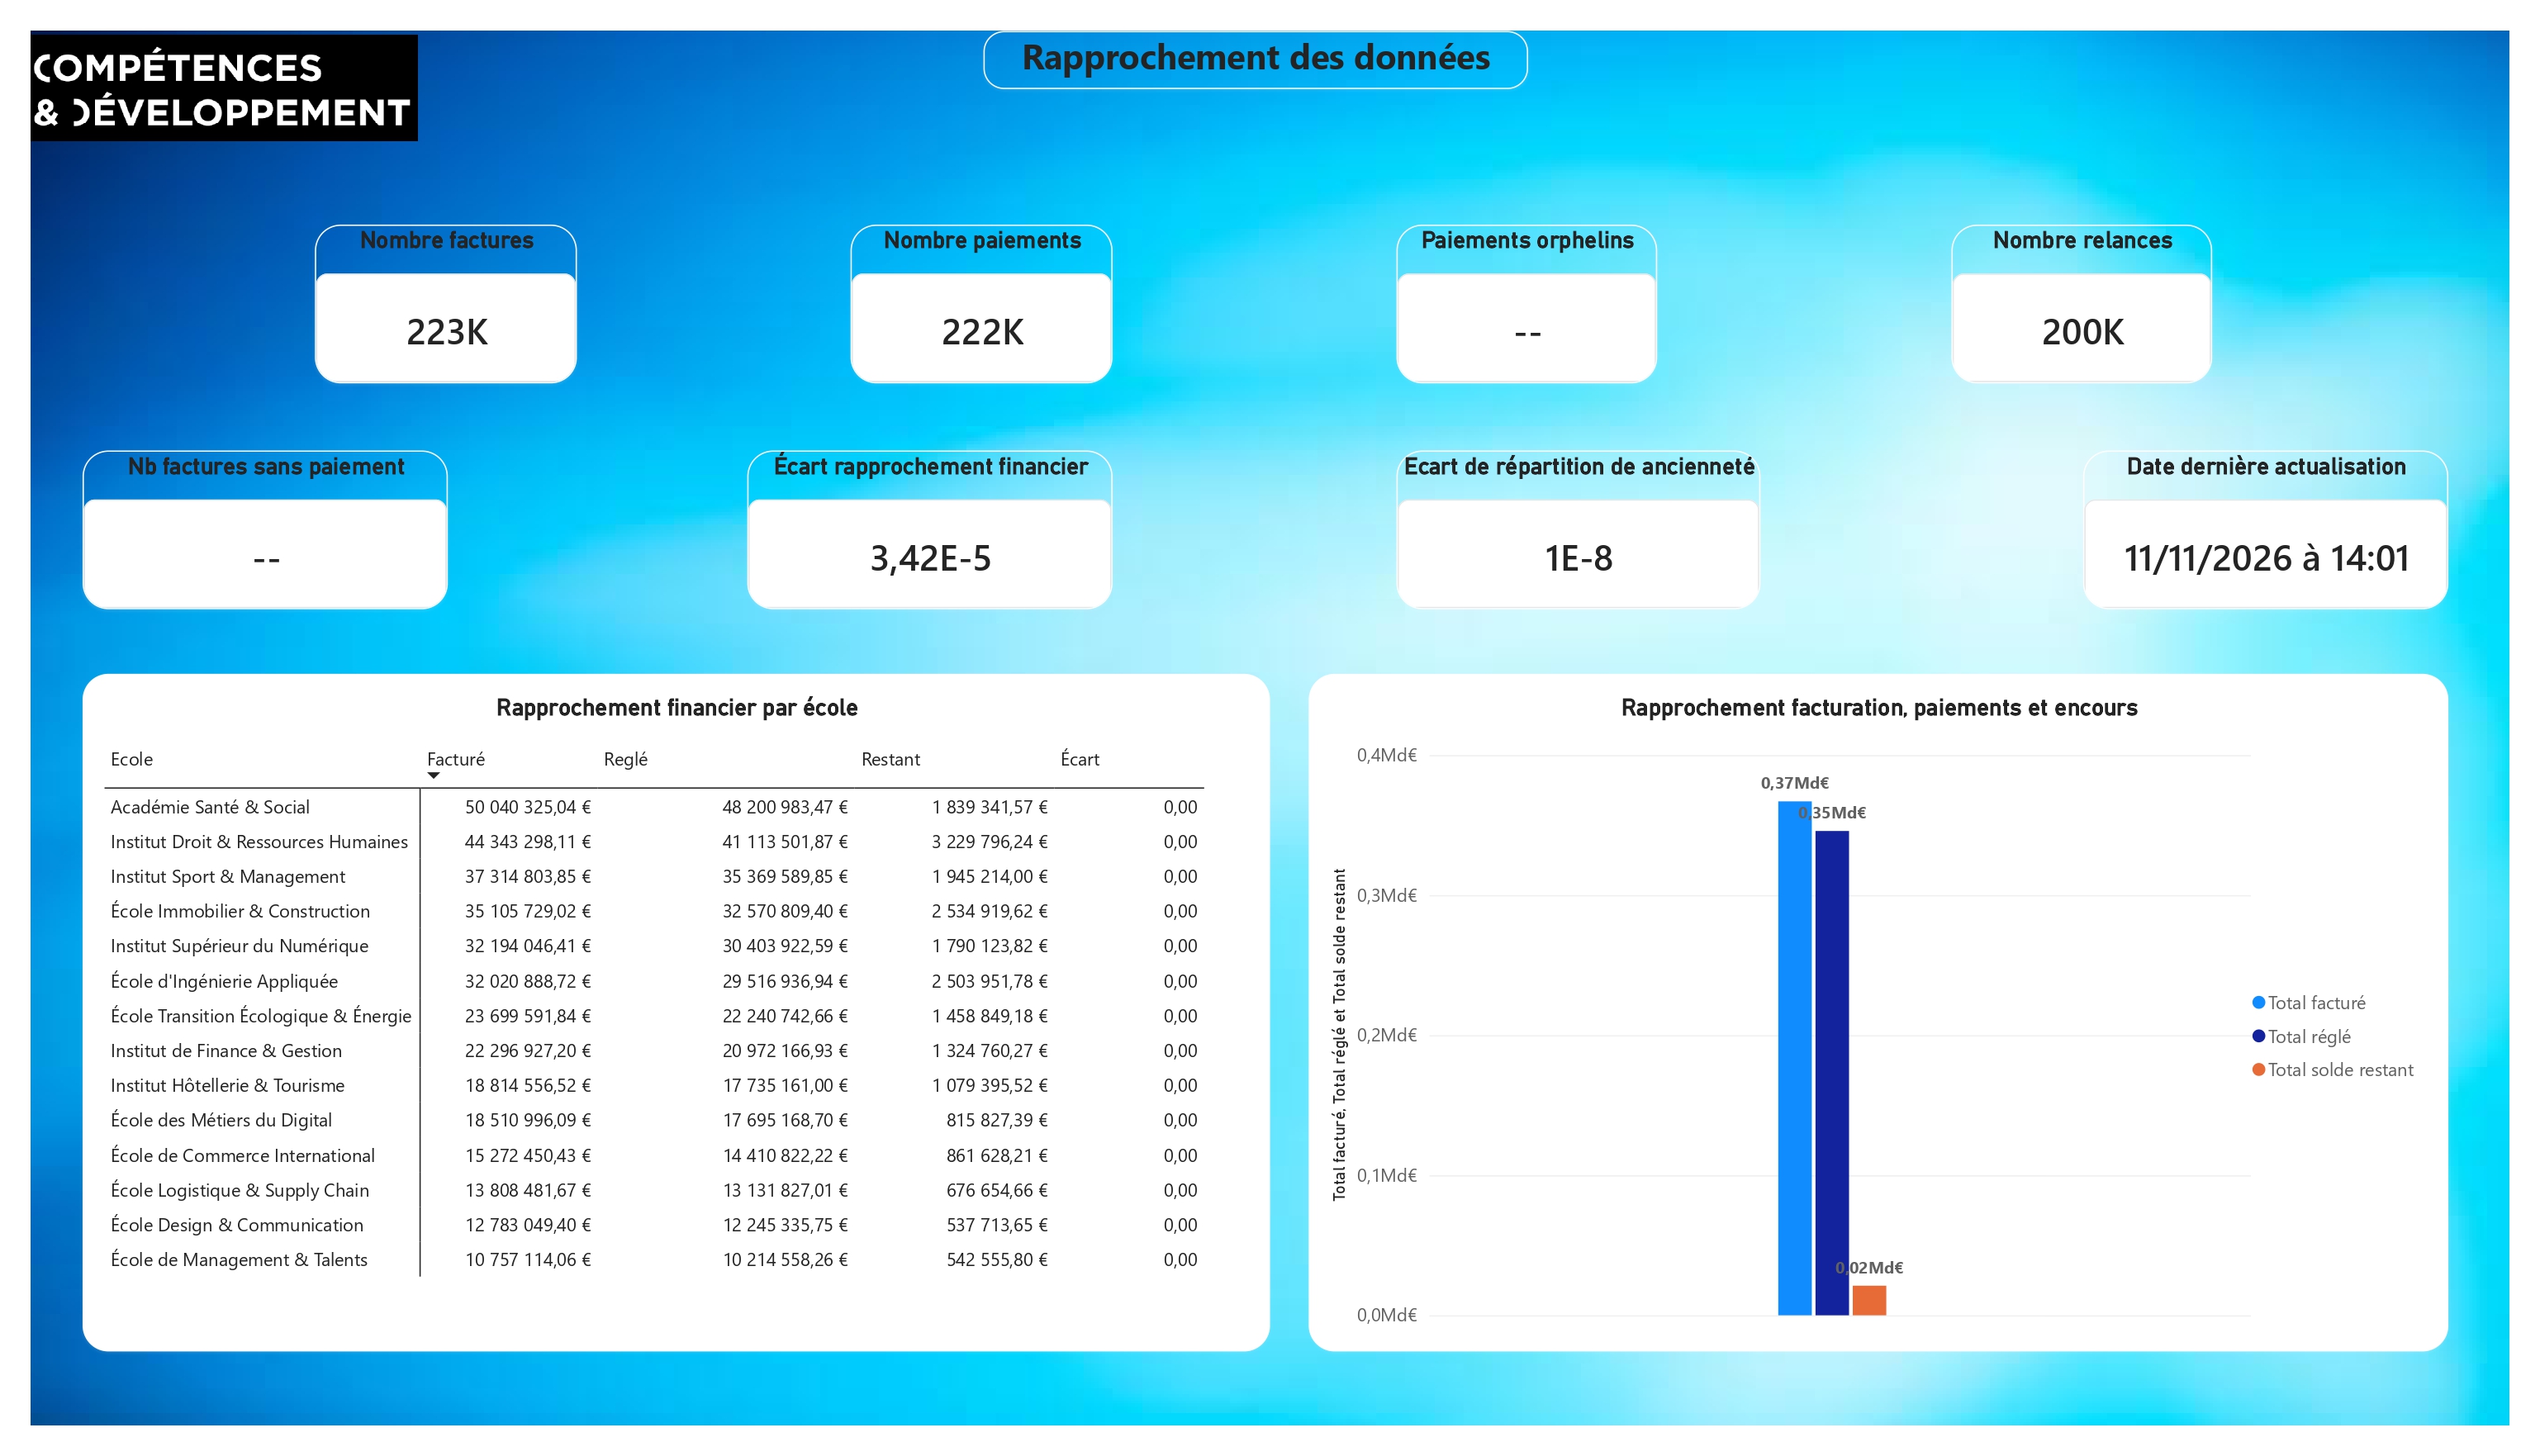 COMPÉTENCES
& DÉVELOPPEMENT
Rapprochement des données
Nombre factures
223K
Nombre paiements
222K
Paiements orphelins
--
Nombre relances
200K
Nb factures sans paiement
--
Écart rapprochement financier
3,42E-5
Ecart de répartition de ancienneté
1E-8
Date dernière actualisation
11/11/2026 à 14:01
Rapprochement financier par école
Ecole Facturé Reglé Restant Écart
Académie Santé & Social 50 040 325,04 € 48 200 983,47 € 1 839 341,57 € 0,00
Institut Droit & Ressources Humaines 44 343 298,11 € 41 113 501,87 € 3 229 796,24 € 0,00
Institut Sport & Management 37 314 803,85 € 35 369 589,85 € 1 945 214,00 € 0,00
École Immobilier & Construction 35 105 729,02 € 32 570 809,40 € 2 534 919,62 € 0,00
Institut Supérieur du Numérique 32 194 046,41 € 30 403 922,59 € 1 790 123,82 € 0,00
École d'Ingénierie Appliquée 32 020 888,72 € 29 516 936,94 € 2 503 951,78 € 0,00
École Transition Écologique & Énergie 23 699 591,84 € 22 240 742,66 € 1 458 849,18 € 0,00
Institut de Finance & Gestion 22 296 927,20 € 20 972 166,93 € 1 324 760,27 € 0,00
Institut Hôtellerie & Tourisme 18 814 556,52 € 17 735 161,00 € 1 079 395,52 € 0,00
École des Métiers du Digital 18 510 996,09 € 17 695 168,70 € 815 827,39 € 0,00
École de Commerce International 15 272 450,43 € 14 410 822,22 € 861 628,21 € 0,00
École Logistique & Supply Chain 13 808 481,67 € 13 131 827,01 € 676 654,66 € 0,00
École Design & Communication 12 783 049,40 € 12 245 335,75 € 537 713,65 € 0,00
École de Management & Talents 10 757 114,06 € 10 214 558,26 € 542 555,80 € 0,00
Rapprochement facturation, paiements et encours
Total facturé, Total réglé et Total solde restant
0,4Md€
0,3Md€
0,2Md€
0,1Md€
0,0Md€
0,37Md€
0,35Md€
0,02Md€
Total facturé
Total réglé
Total solde restant